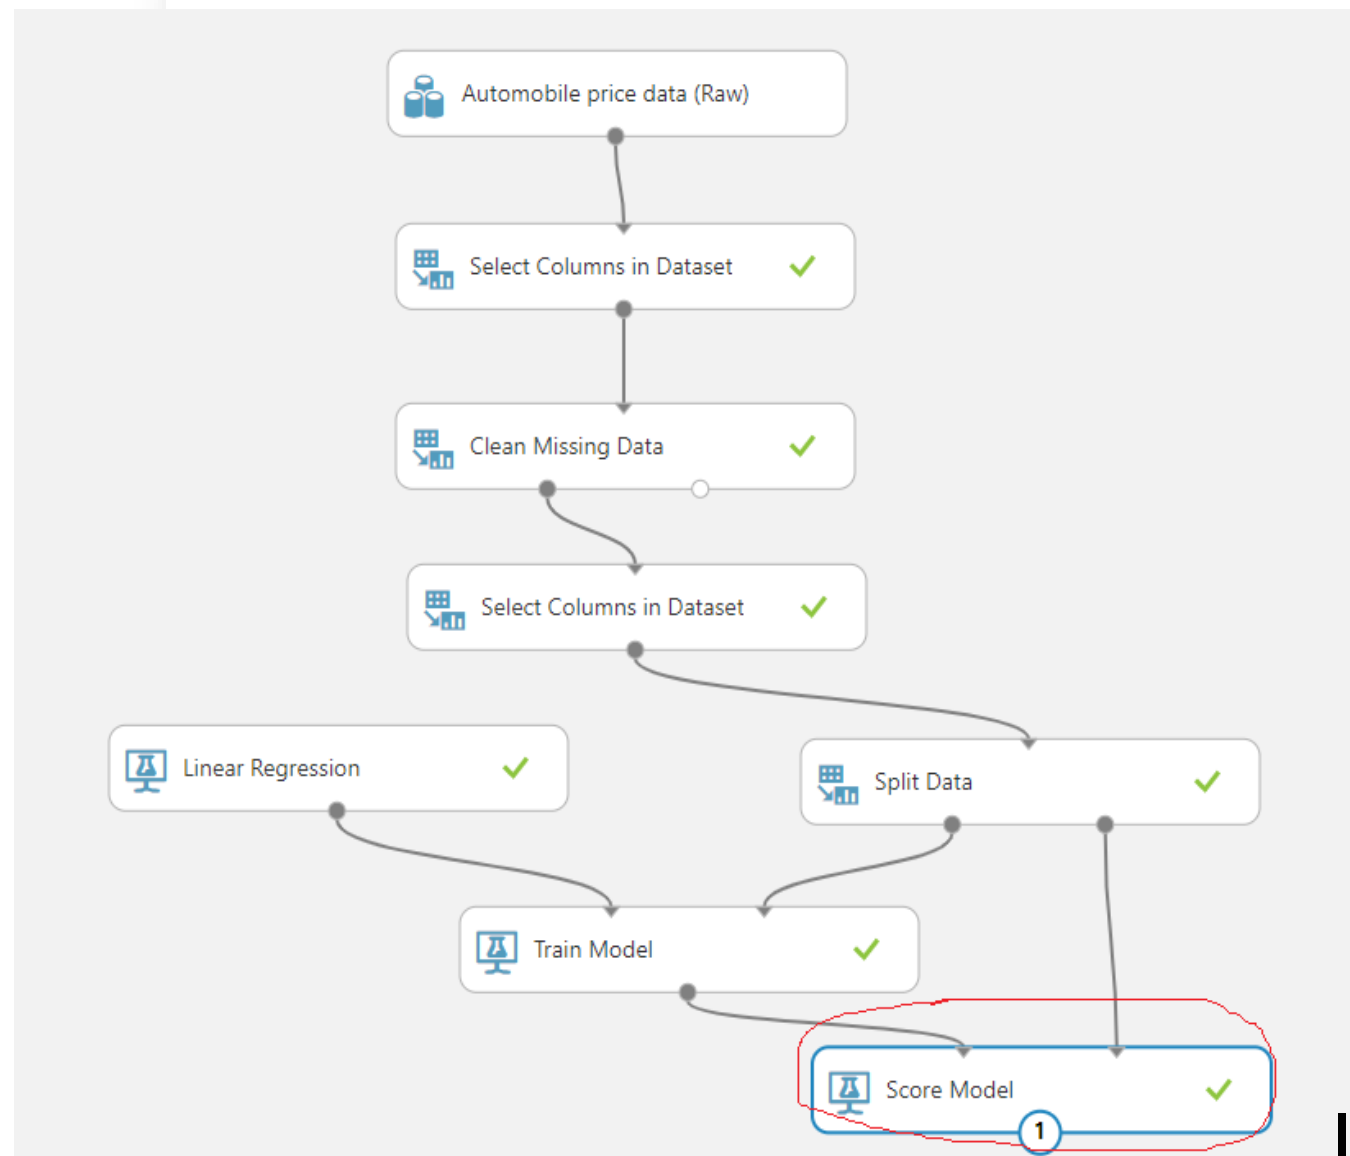 Automobile price data (Raw)
Select Columns in Dataset
Clean Missing Data
Select Columns in Dataset
Linear Regression
Split Data
Train Model
Score Model
1